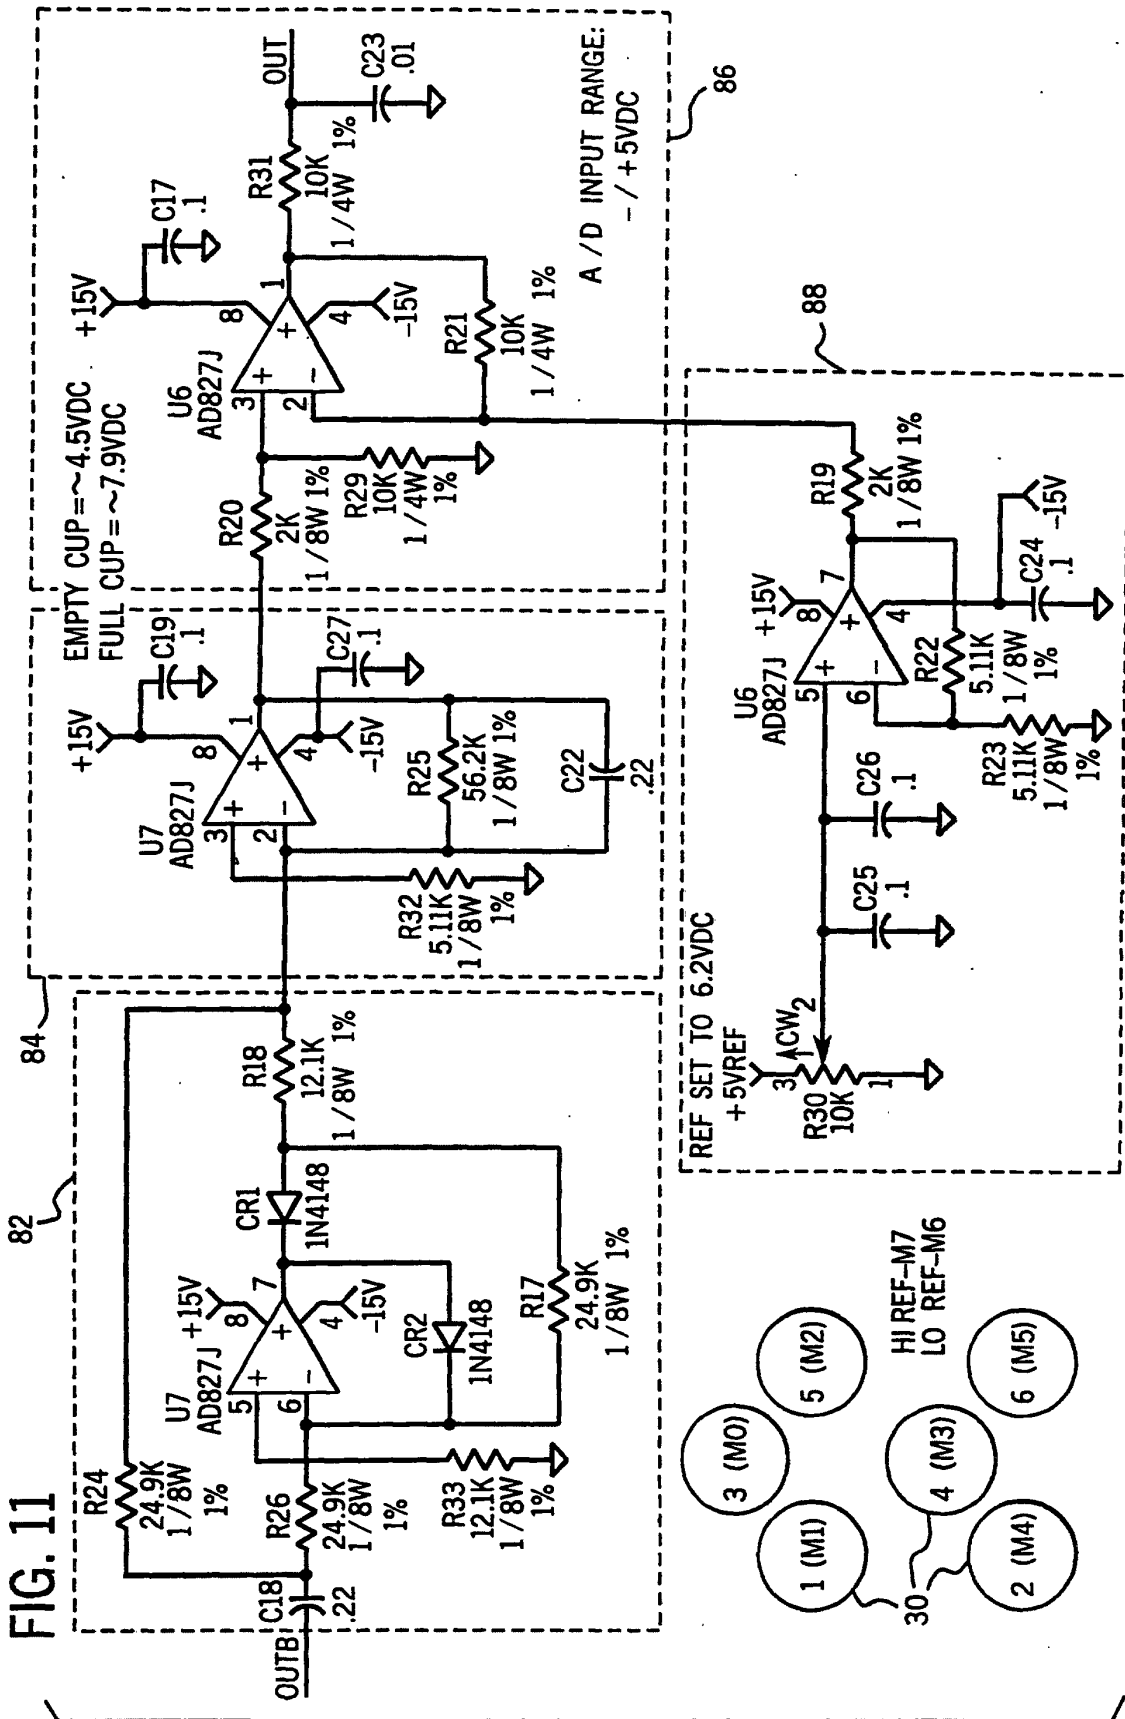 FIG. 11
82
84
OUTB
C18
.22
R24
24.9K
1/8W
1%
R26
24.9K
1/8W
1%
R33
12.1K
1/8W
1%
U7
AD827J
5
6
+15V
8
7
4
-15V
CR1
1N4148
CR2
1N4148
R17
24.9K
1/8W 1%
R18
12.1K
1/8W 1%
U7
AD827J
3
2
+15V
8
1
4
-15V
C19
.1
C27
.1
R32
5.11K
1/8W
1%
R25
56.2K
1/8W 1%
C22
.22
EMPTY CUP=~4.5VDC
FULL CUP=~7.9VDC
R20
2K
1/8W 1%
R29
10K
1/4W
1%
U6
AD827J
3
2
+15V
8
1
4
-15V
C17
.1
R21
10K
1/4W 1%
R31
10K
1/4W 1%
OUT
C23
.01
A/D INPUT RANGE:
-/+5VDC
86
1 (M1)
3 (M0)
5 (M2)
2 (M4)
4 (M3)
6 (M5)
30
HI REF-M7
LO REF-M6
REF SET TO 6.2VDC
+5VREF
3
CW
2
R30
10K
1
C25
.1
C26
.1
U6
AD827J
5
6
+15V
8
7
4
R22
5.11K
1/8W
1%
R23
5.11K
1/8W
1%
C24
.1
-15V
R19
2K
1/8W 1%
88